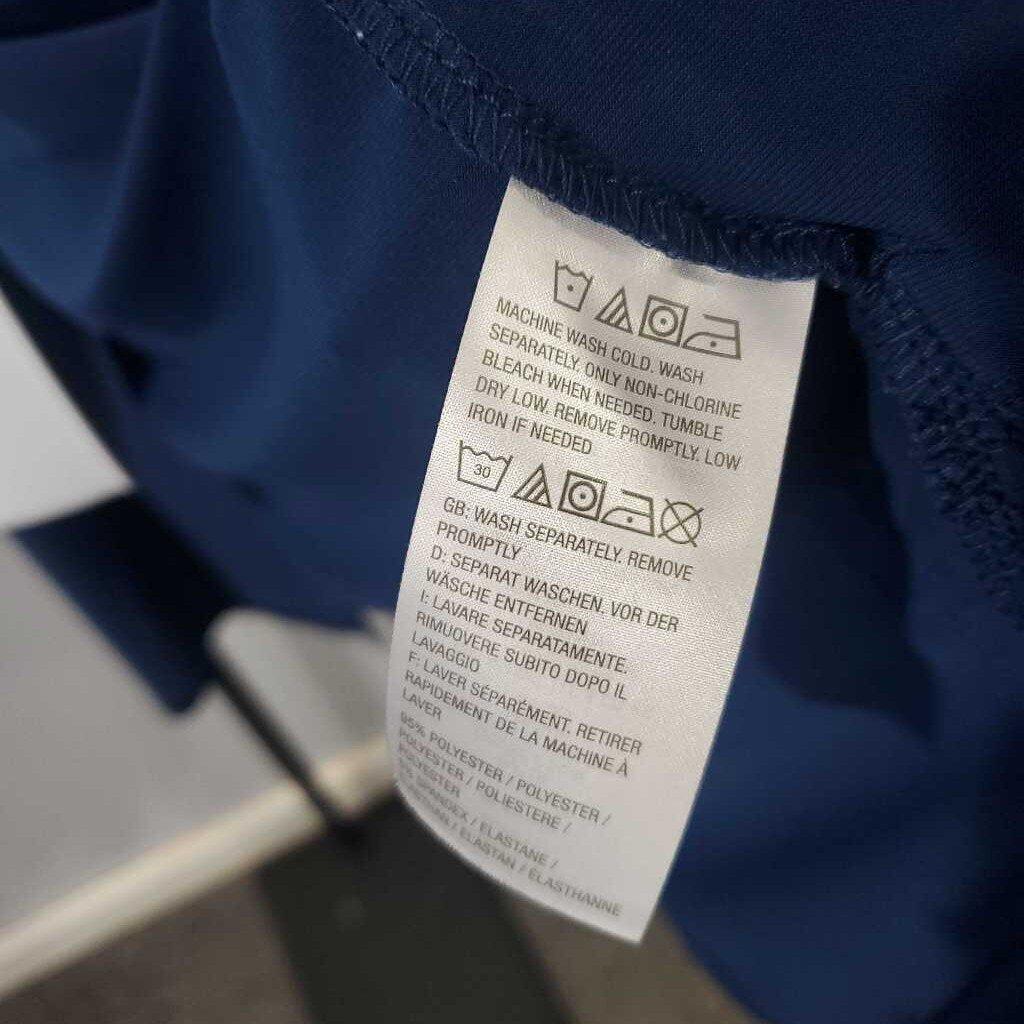 MACHINE WASH COLD. WASH
SEPARATELY. ONLY NON-CHLORINE
BLEACH WHEN NEEDED. TUMBLE
DRY LOW. REMOVE PROMPTLY. LOW
IRON IF NEEDED
30
GB: WASH SEPARATELY. REMOVE
PROMPTLY
D: SEPARAT WASCHEN. VOR DER
WÄSCHE ENTFERNEN
I: LAVARE SEPARATAMENTE.
RIMUOVERE SUBITO DOPO IL
LAVAGGIO
F: LAVER SÉPARÉMENT. RETIRER
RAPIDEMENT DE LA MACHINE À
LAVER
95% POLYESTER / POLYESTER /
POLYESTER / POLIESTERE /
POLYESTER
5% SPANDEX / ELASTANE /
/ ELASTAN / ÉLASTHANNE